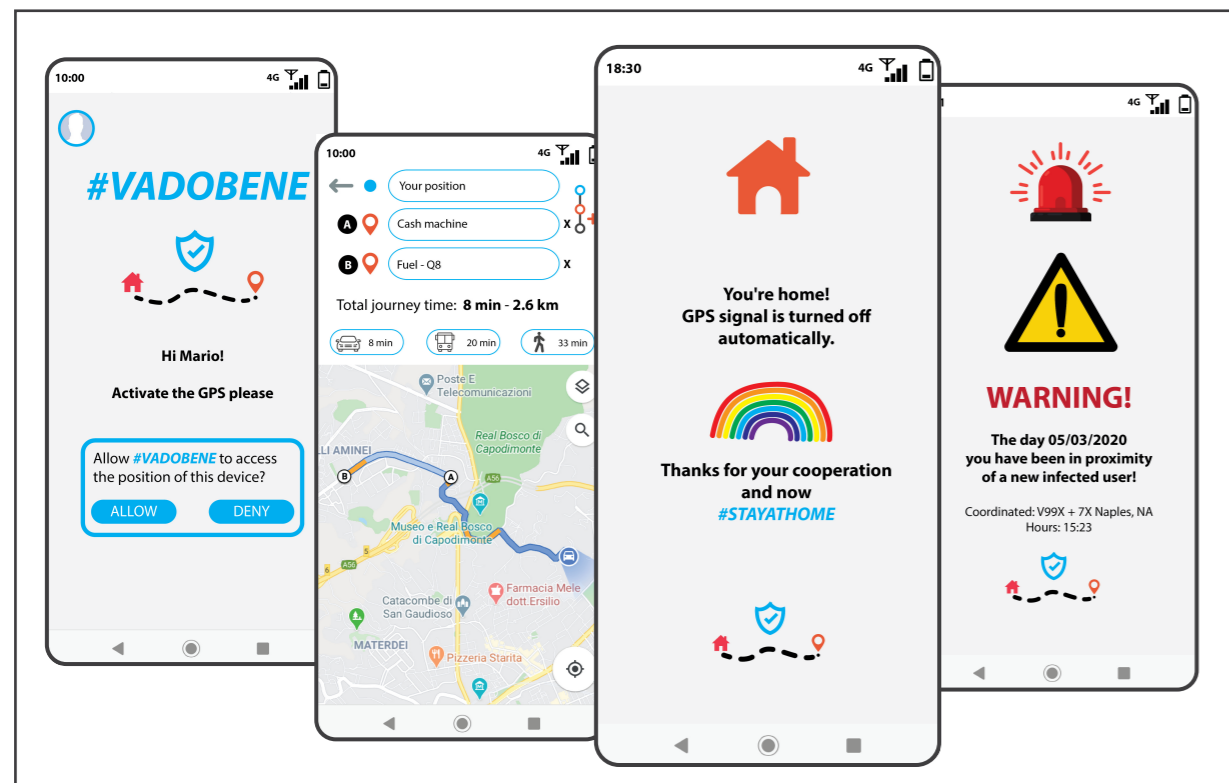 10:00
4G
#VADOBENE
Hi Mario!
Activate the GPS please
Allow #VADOBENE to access
the position of this device?
ALLOW
DENY
10:00
4G
Your position
A
Cash machine
X
B
Fuel - Q8
X
Total journey time: 8 min - 2.6 km
8 min
20 min
33 min
Poste E
Telecomunicazioni
Real Bosco di
Capodimonte
LLI AMINEI
B
A
A56
Museo e Real Bosco
di Capodimonte
5
A56
6
Farmacia Mele
dott.Ersilio
Catacombe di
San Gaudioso
MATERDEI
Pizzeria Starita
18:30
4G
You're home!
GPS signal is turned off
automatically.
Thanks for your cooperation
and now
#STAYATHOME
4G
WARNING!
The day 05/03/2020
you have been in proximity
of a new infected user!
Coordinated: V99X + 7X Naples, NA
Hours: 15:23